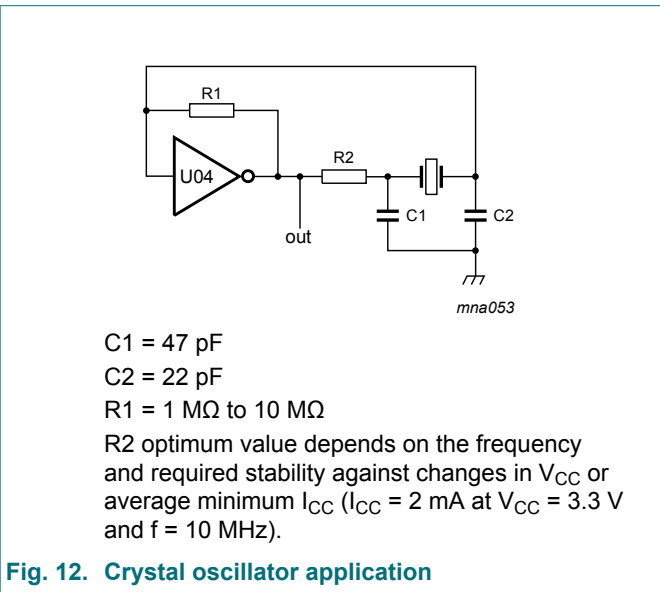 R1
U04
R2
out
C1
C2
mna053
C1 = 47 pF
C2 = 22 pF
R1 = 1 MΩ to 10 MΩ
R2 optimum value depends on the frequency
and required stability against changes in VCC or
average minimum ICC (ICC = 2 mA at VCC = 3.3 V
and f = 10 MHz).
Fig. 12. Crystal oscillator application